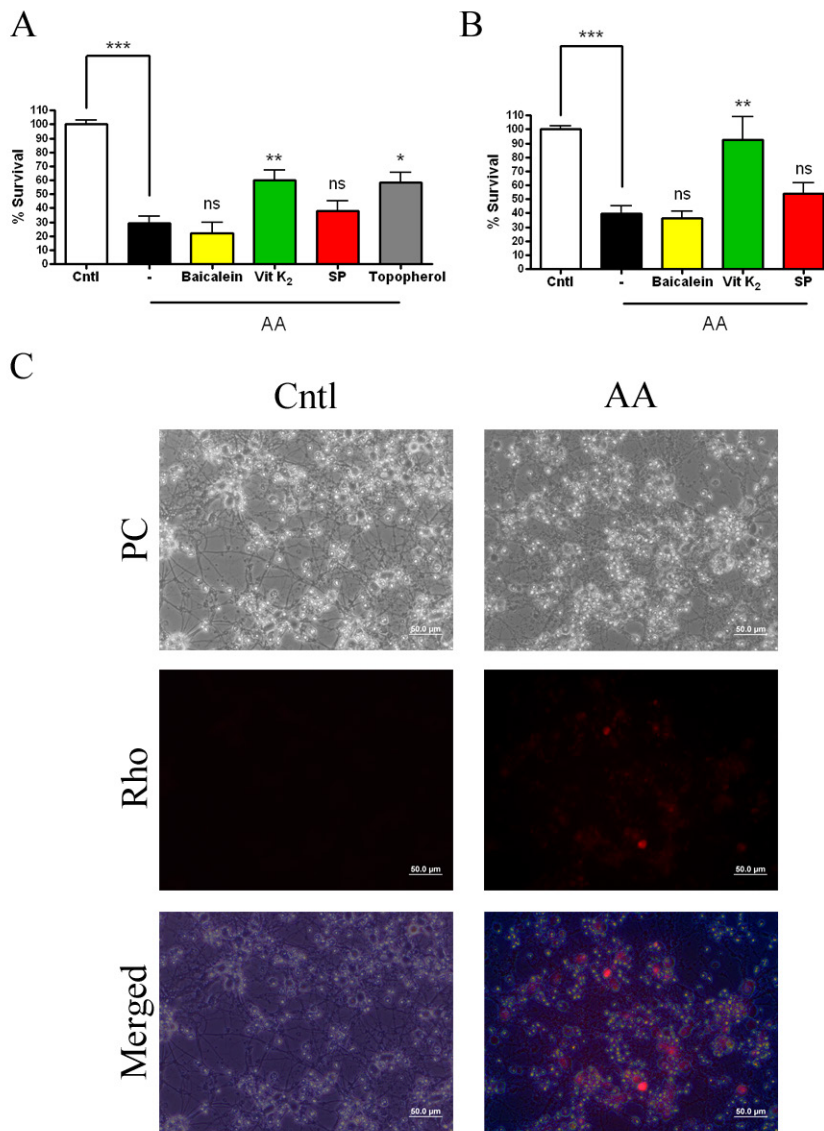 A
***
% Survival
110
100
90
80
70
60
50
40
30
20
10
0
ns
**
ns
*
Cntl
-
Baicalein
Vit K₂
SP
Topopherol
AA
B
***
% Survival
110
100
90
80
70
60
50
40
30
20
10
0
ns
**
ns
Cntl
-
Baicalein
Vit K₂
SP
AA
C
Cntl
AA
PC
50.0 µm
50.0 µm
Rho
50.0 µm
50.0 µm
Merged
50.0 µm
50.0 µm